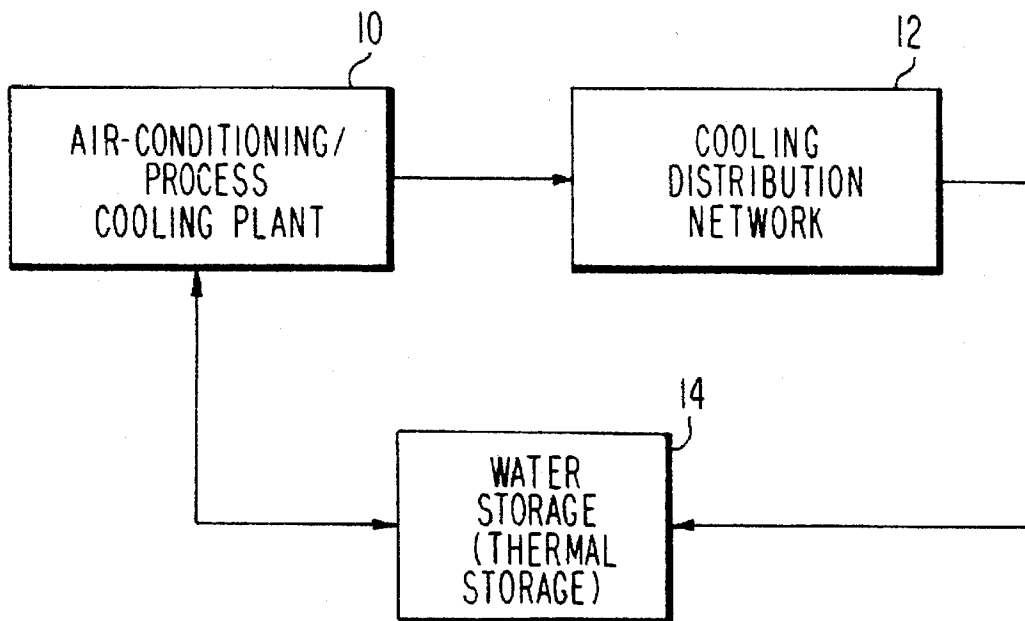 10
12
AIR-CONDITIONING/
PROCESS
COOLING PLANT
COOLING
DISTRIBUTION
NETWORK
14
WATER
STORAGE
(THERMAL
STORAGE)